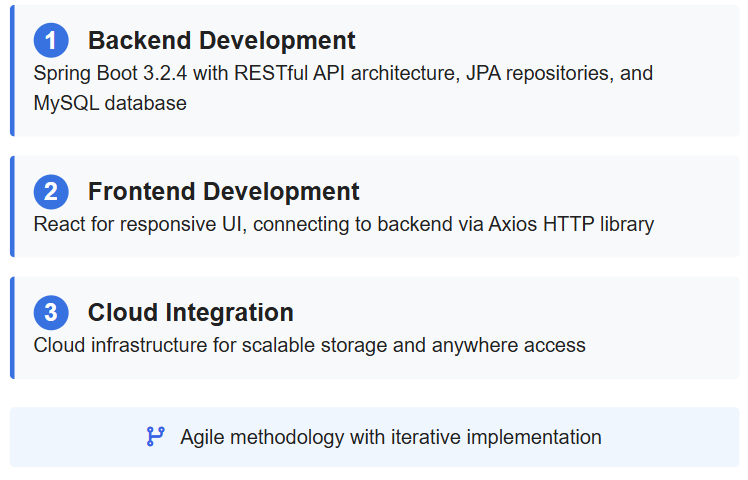 1 Backend Development
Spring Boot 3.2.4 with RESTful API architecture, JPA repositories, and
MySQL database
2 Frontend Development
React for responsive UI, connecting to backend via Axios HTTP library
3 Cloud Integration
Cloud infrastructure for scalable storage and anywhere access
Agile methodology with iterative implementation